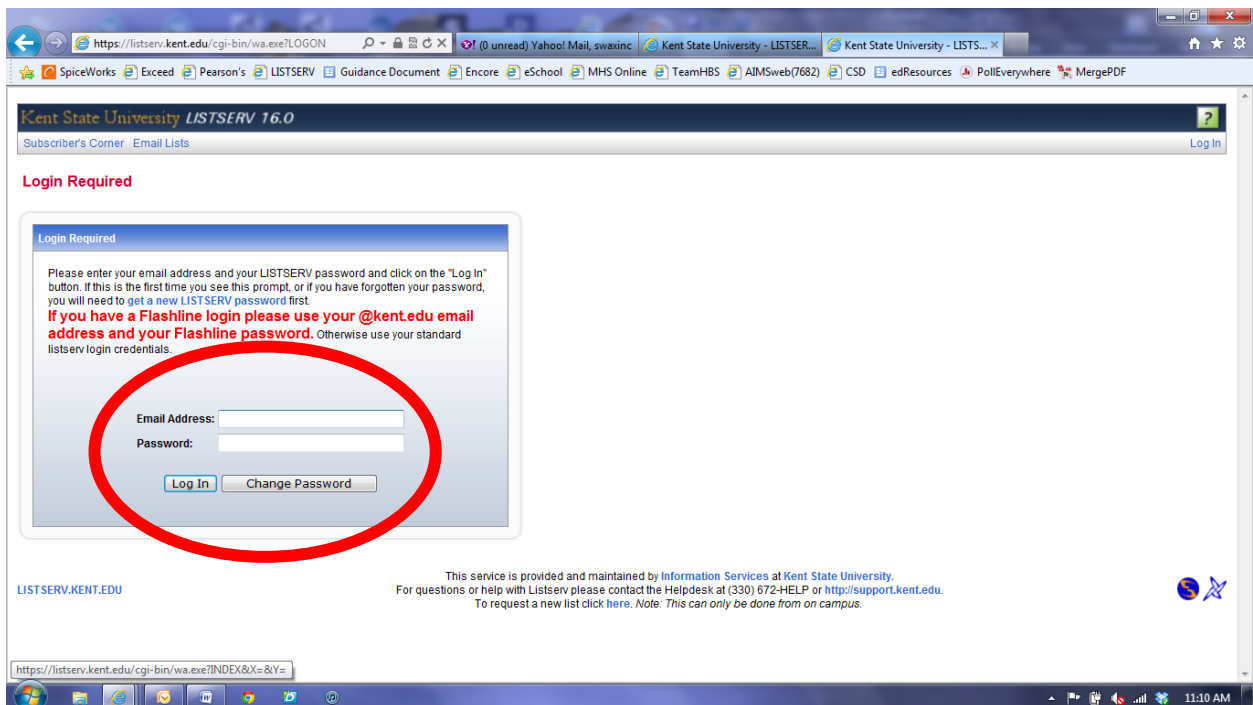 https://listserv.kent.edu/cgi-bin/wa.exe?LOGON
(0 unread) Yahoo! Mail, swaxinc
Kent State University - LISTSER...
Kent State University - LISTS...
SpiceWorks Exceed Pearson's LISTSERV Guidance Document Encore eSchool MHS Online TeamHBS AIMSweb(7682) CSD edResources PollEverywhere MergePDF
Kent State University LISTSERV 16.0
?
Subscriber's Corner Email Lists
Log In
Login Required
Login Required
Please enter your email address and your LISTSERV password and click on the "Log In"
button. If this is the first time you see this prompt, or if you have forgotten your password,
you will need to get a new LISTSERV password first.
If you have a Flashline login please use your @kent.edu email
address and your Flashline password. Otherwise use your standard
listserv login credentials.
Email Address:
Password:
Log In Change Password
This service is provided and maintained by Information Services at Kent State University.
LISTSERV.KENT.EDU
For questions or help with Listserv please contact the Helpdesk at (330) 672-HELP or http://support.kent.edu.
To request a new list click here. Note: This can only be done from on campus.
https://listserv.kent.edu/cgi-bin/wa.exe?INDEX&X=&Y=
11:10 AM